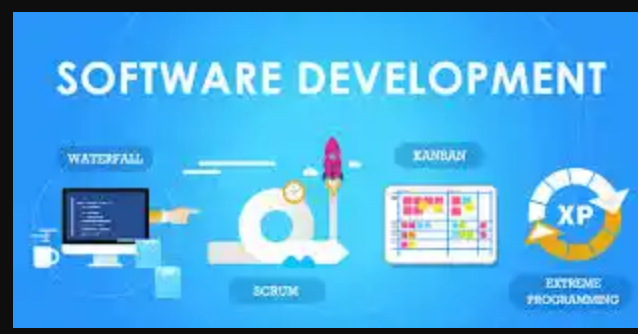 SOFTWARE DEVELOPMENT
WATERFALL
KANBAN
XP
SCRUM
EXTREME
PROGRAMMING